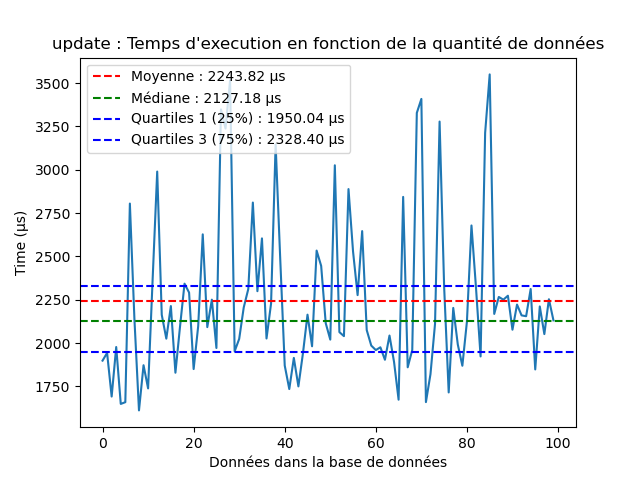 update : Temps d'execution en fonction de la quantité de données
Moyenne : 2243.82 µs
Médiane : 2127.18 µs
Quartiles 1 (25%) : 1950.04 µs
Quartiles 3 (75%) : 2328.40 µs
3500
3250
3000
2750
2500
2250
2000
1750
Time (µs)
0 20 40 60 80 100
Données dans la base de données